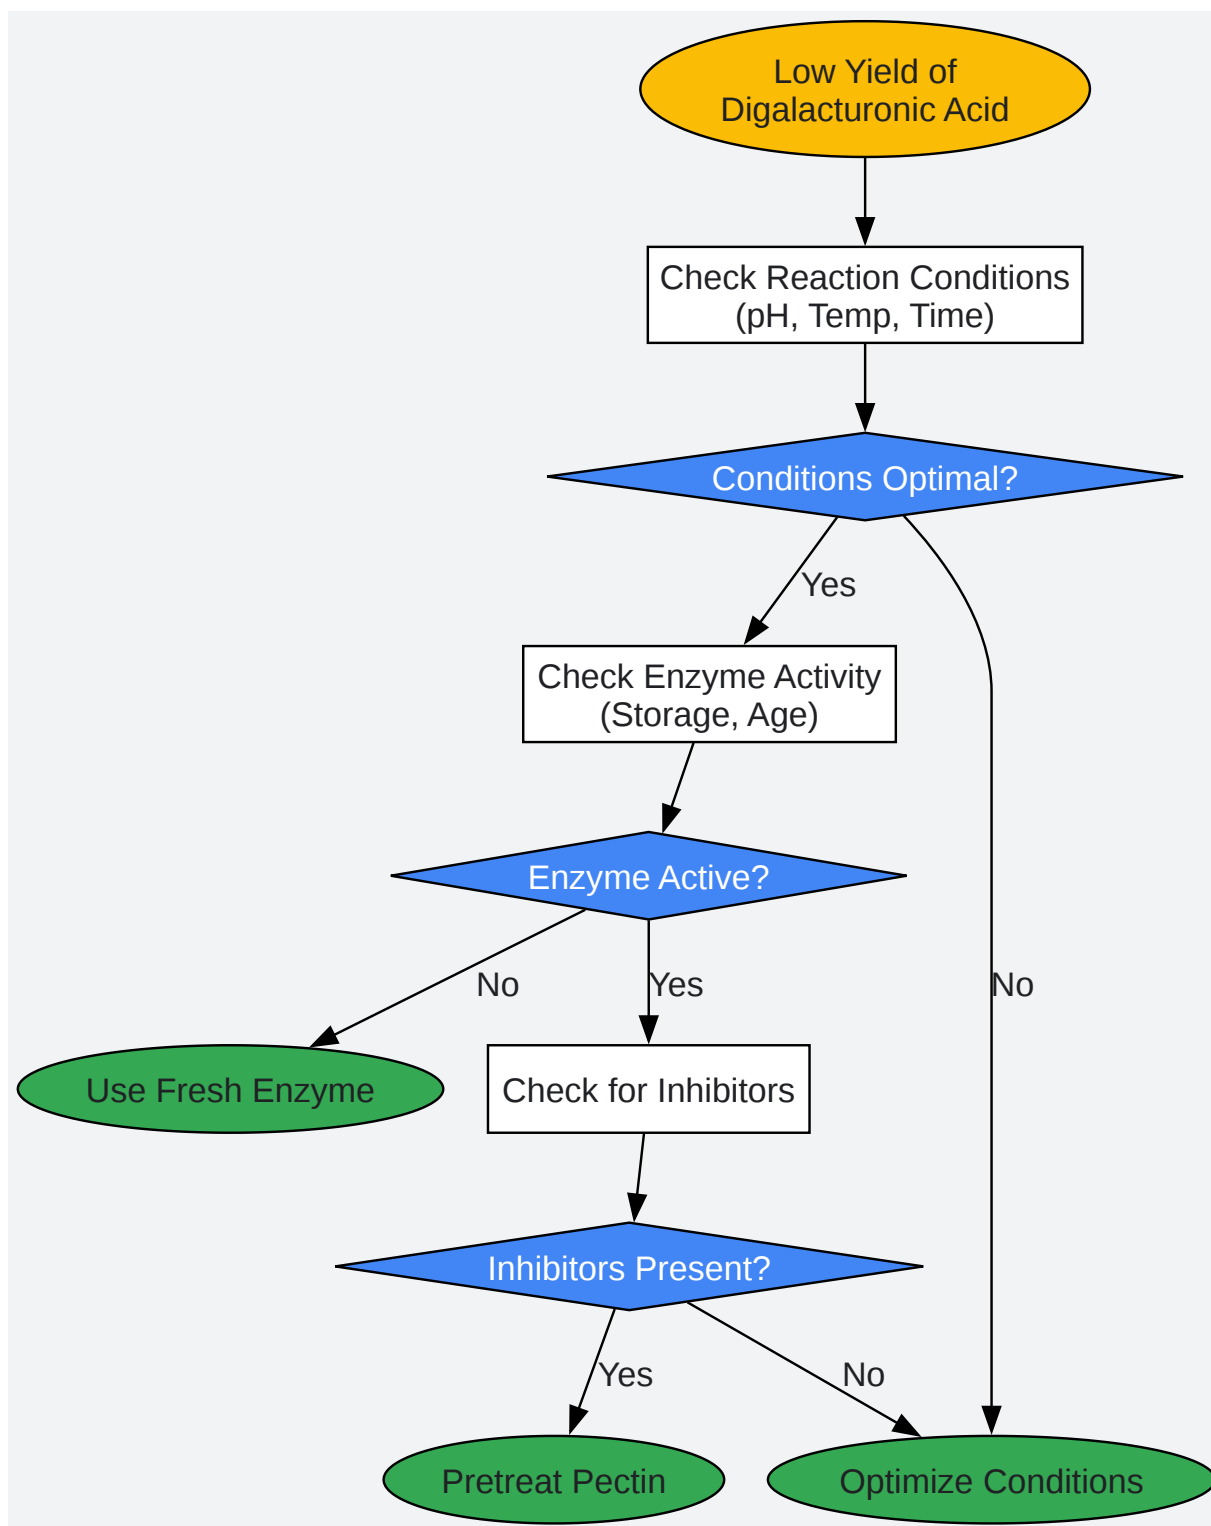 Low Yield of
Digalacturonic Acid
Check Reaction Conditions
(pH, Temp, Time)
Conditions Optimal?
Yes
Check Enzyme Activity
(Storage, Age)
Enzyme Active?
No
Yes
No
Use Fresh Enzyme
Check for Inhibitors
Inhibitors Present?
Yes
No
Pretreat Pectin
Optimize Conditions